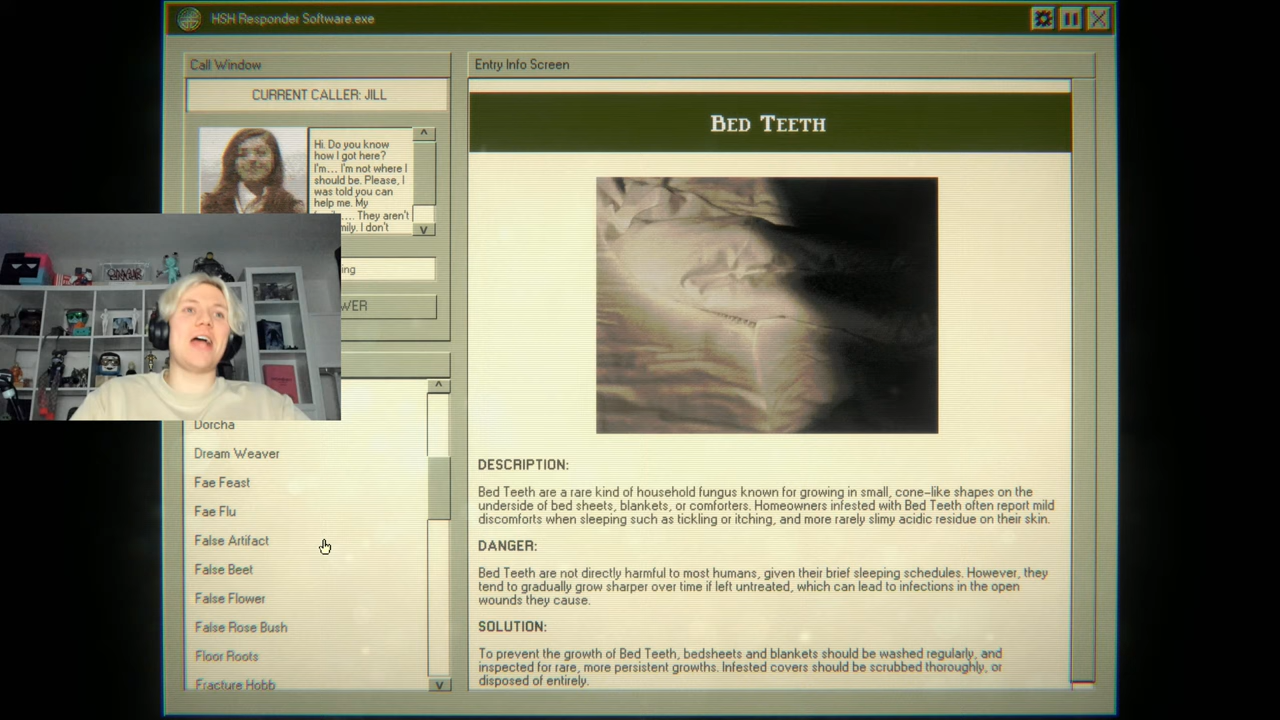 HSH Responder Software.exe
Call Window
CURRENT CALLER: JILL
Hi. Do you know
how I got here?
I'm... I'm not where I
should be. Please, I
was told you can
help me. My
.... They aren't
mily. I don't
ing
WER
Dorcha
Dream Weaver
Fae Feast
Fae Flu
False Artifact
False Beet
False Flower
False Rose Bush
Floor Roots
Fracture Hobb
Entry Info Screen
BED TEETH
DESCRIPTION:
Bed Teeth are a rare kind of household fungus known for growing in small, cone-like shapes on the
underside of bed sheets, blankets, or comforters. Homeowners infested with Bed Teeth often report mild
discomforts when sleeping such as tickling or itching, and more rarely slimy acidic residue on their skin.
DANGER:
Bed Teeth are not directly harmful to most humans, given their brief sleeping schedules. However, they
tend to gradually grow sharper over time if left untreated, which can lead to infections in the open
wounds they cause.
SOLUTION:
To prevent the growth of Bed Teeth, bedsheets and blankets should be washed regularly, and
inspected for rare, more persistent growths. Infested covers should be scrubbed thoroughly, or
disposed of entirely.